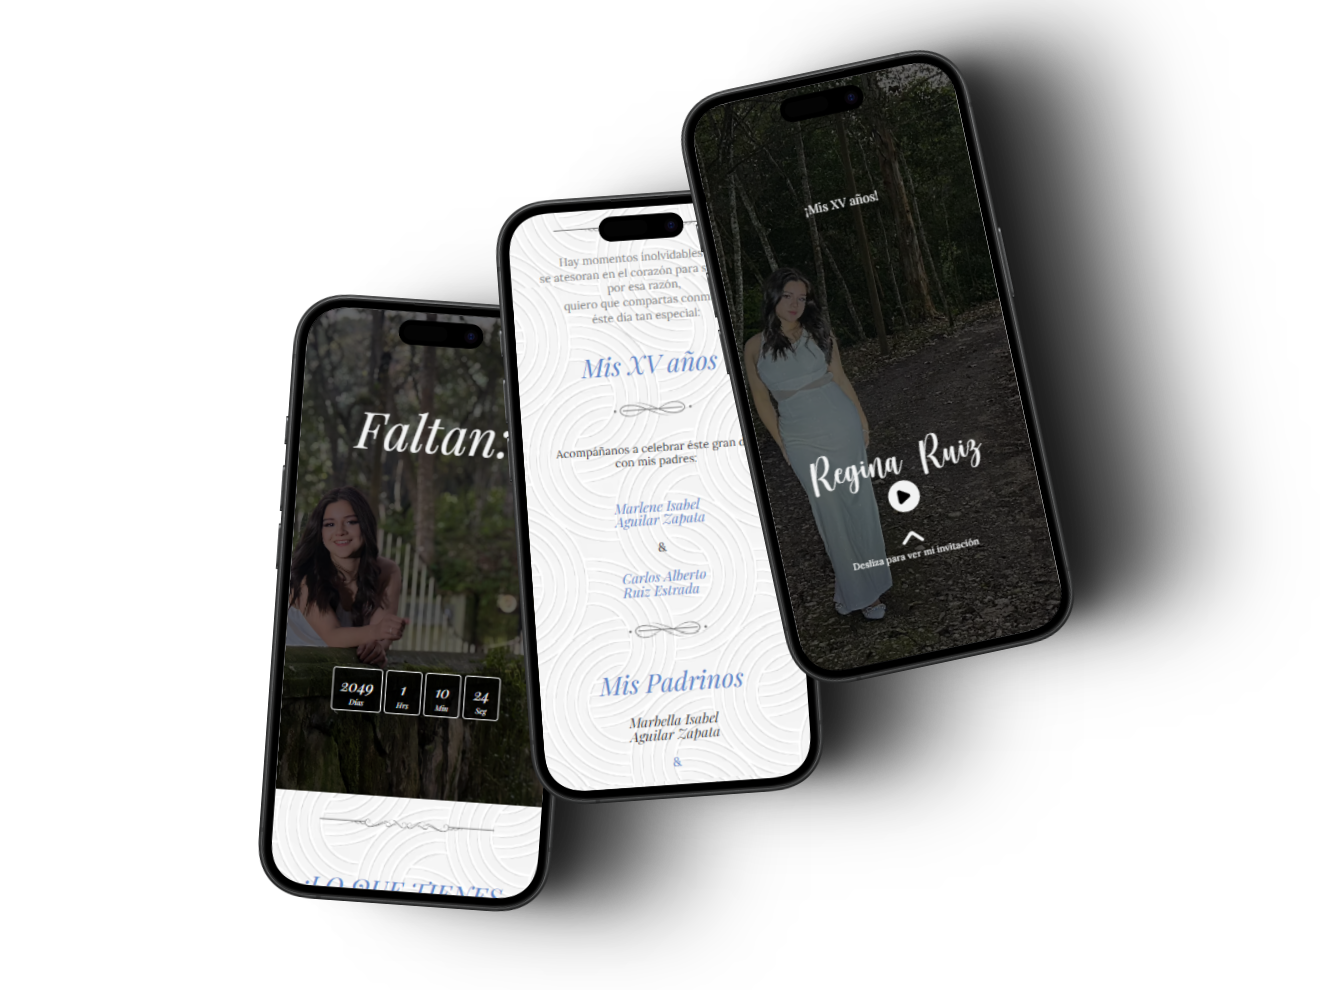 Faltan:
2049
Días
1
Hrs
10
Min
24
Seg
¡LO QUE TIENES
Hay momentos inolvidables
se atesoran en el corazón para
por esa razón,
quiero que compartas
éste día tan especial:
Mis XV años
Acompáñanos a celebrar éste gran
con mis padres:
Marlene Isabel
Aguilar Zapata
&
Carlos Alberto
Ruiz Estrada
Mis Padrinos
Marbella Isabel
Aguilar Zapata
&
¡Mis XV años!
Regina Ruiz
Desliza para ver mi invitación